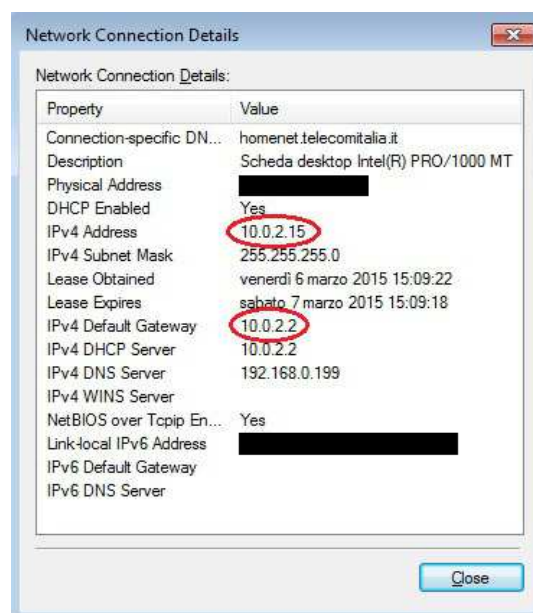 Network Connection Details
Network Connection Details:
Property Value
Connection-specific DN... homenet.telecomitalia.it
Description Scheda desktop Intel(R) PRO/1000 MT
Physical Address
DHCP Enabled Yes
IPv4 Address 10.0.2.15
IPv4 Subnet Mask 255.255.255.0
Lease Obtained venerdì 6 marzo 2015 15:09:22
Lease Expires sabato 7 marzo 2015 15:09:18
IPv4 Default Gateway 10.0.2.2
IPv4 DHCP Server 10.0.2.2
IPv4 DNS Server 192.168.0.199
IPv4 WINS Server
NetBIOS over Tcpip En... Yes
Link-local IPv6 Address
IPv6 Default Gateway
IPv6 DNS Server
Close